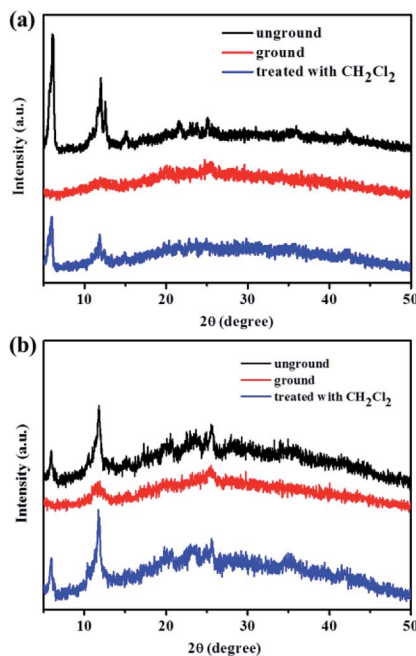 (a)
unground
ground
treated with CH2Cl2
Intensity (a.u.)
10 20 30 40 50
2θ (degree)
(b)
unground
ground
treated with CH2Cl2
Intensity (a.u.)
10 20 30 40 50
2θ (degree)